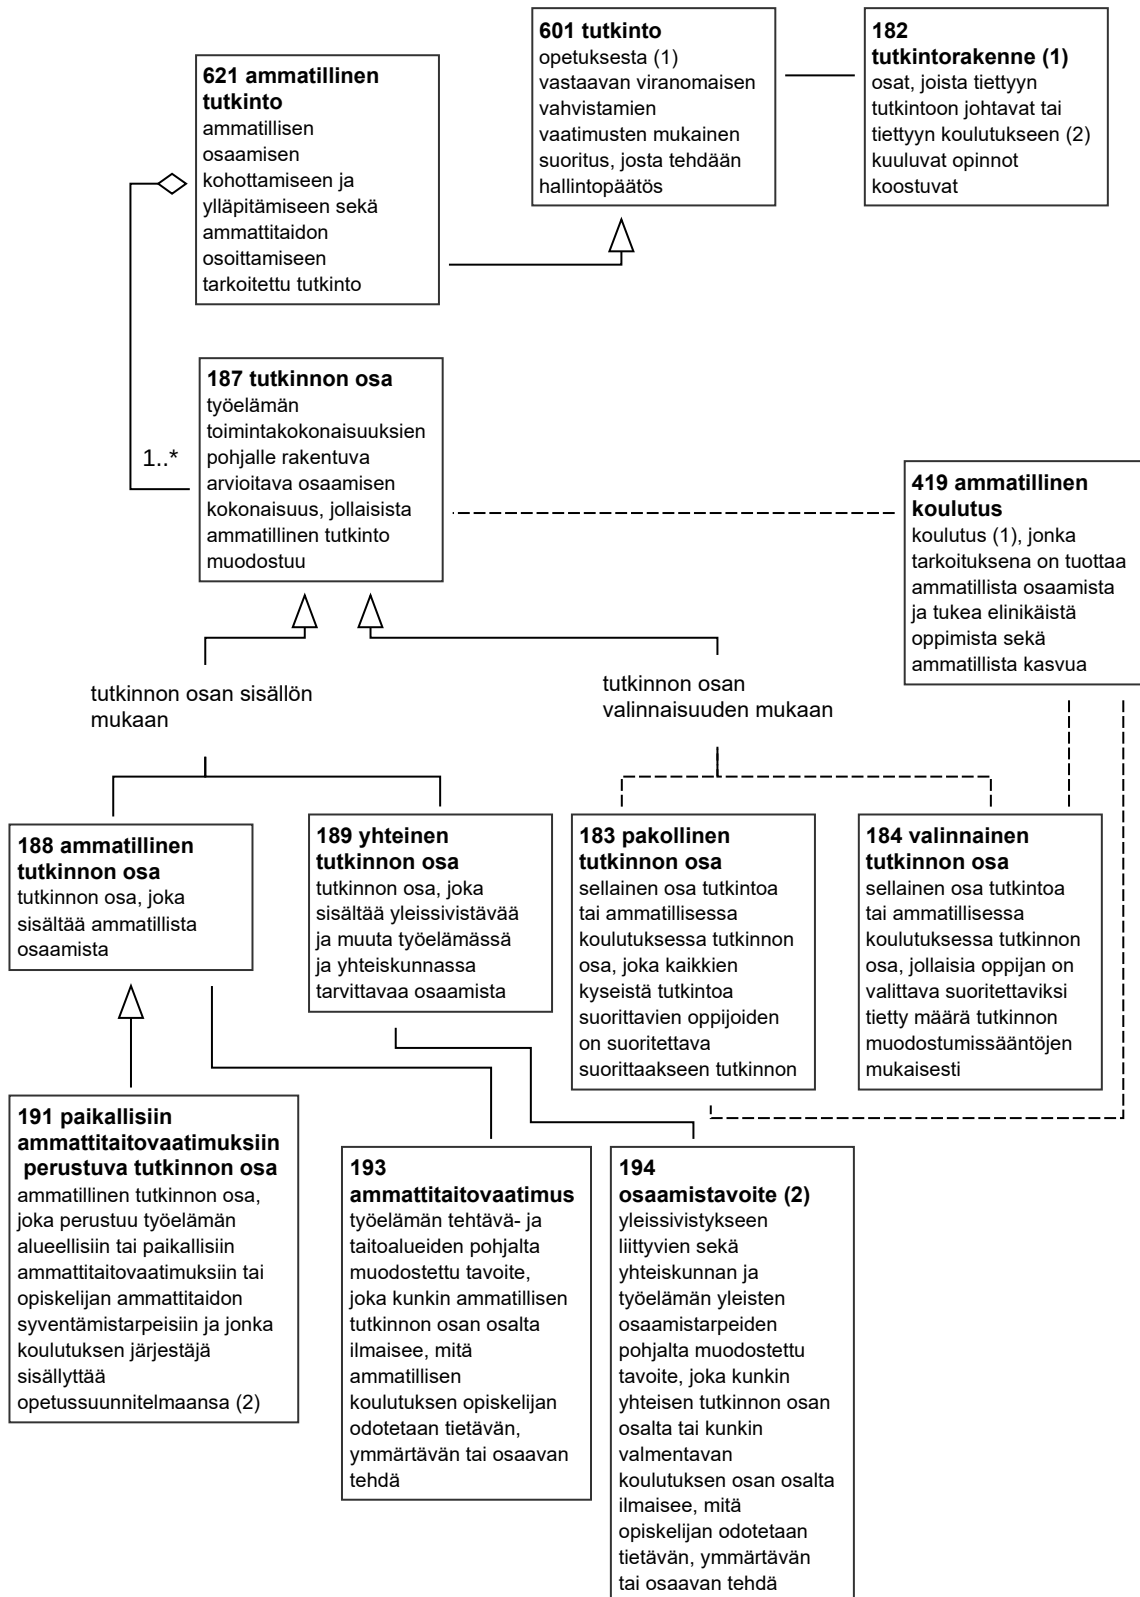 601 tutkinto
opetuksesta (1)
vastaavan viranomaisen
vahvistamien
vaatimusten mukainen
suoritus, josta tehdään
hallintopäätös
182
tutkintorakenne (1)
osat, joista tiettyyn
tutkintoon johtavat tai
tiettyyn koulutukseen (2)
kuuluvat opinnot
koostuvat
621 ammatillinen
tutkinto
ammatillisen
osaamisen
kohottamiseen ja
ylläpitämiseen sekä
ammattitaidon
osoittamiseen
tarkoitettu tutkinto
187 tutkinnon osa
työelämän
toimintakokonaisuuksien
pohjalle rakentuva
arvioitava osaamisen
kokonaisuus, jollaisista
ammatillinen tutkinto
muodostuu
1..*
419 ammatillinen
koulutus
koulutus (1), jonka
tarkoituksena on tuottaa
ammatillista osaamista
ja tukea elinikäistä
oppimista sekä
ammatillista kasvua
tutkinnon osan sisällön
mukaan
tutkinnon osan
valinnaisuuden mukaan
188 ammatillinen
tutkinnon osa
tutkinnon osa, joka
sisältää ammatillista
osaamista
189 yhteinen
tutkinnon osa
tutkinnon osa, joka
sisältää yleissivistävää
ja muuta työelämässä
ja yhteiskunnassa
tarvittavaa osaamista
183 pakollinen
tutkinnon osa
sellainen osa tutkintoa
tai ammatillisessa
koulutuksessa tutkinnon
osa, joka kaikkien
kyseistä tutkintoa
suorittavien oppijoiden
on suoritettava
suorittaakseen tutkinnon
184 valinnainen
tutkinnon osa
sellainen osa tutkintoa
tai ammatillisessa
koulutuksessa tutkinnon
osa, jollaisia oppijan on
valittava suoritettaviksi
tietty määrä tutkinnon
muodostumissääntöjen
mukaisesti
191 paikallisiin
ammattitaitovaatimuksiin
perustuva tutkinnon osa
ammatillinen tutkinnon osa,
joka perustuu työelämän
alueellisiin tai paikallisiin
ammattitaitovaatimuksiin tai
opiskelijan ammattitaidon
syventämistarpeisiin ja jonka
koulutuksen järjestäjä
sisällyttää
opetussuunnitelmaansa (2)
193
ammattitaitovaatimus
työelämän tehtävä- ja
taitoalueiden pohjalta
muodostettu tavoite,
joka kunkin ammatillisen
tutkinnon osan osalta
ilmaisee, mitä
ammatillisen
koulutuksen opiskelijan
odotetaan tietävän,
ymmärtävän tai osaavan
tehdä
194
osaamistavoite (2)
yleissivistykseen
liittyvien sekä
yhteiskunnan ja
työelämän yleisten
osaamistarpeiden
pohjalta muodostettu
tavoite, joka kunkin
yhteisen tutkinnon osan
osalta tai kunkin
valmentavan
koulutuksen osan osalta
ilmaisee, mitä
opiskelijan odotetaan
tietävän, ymmärtävän
tai osaavan tehdä